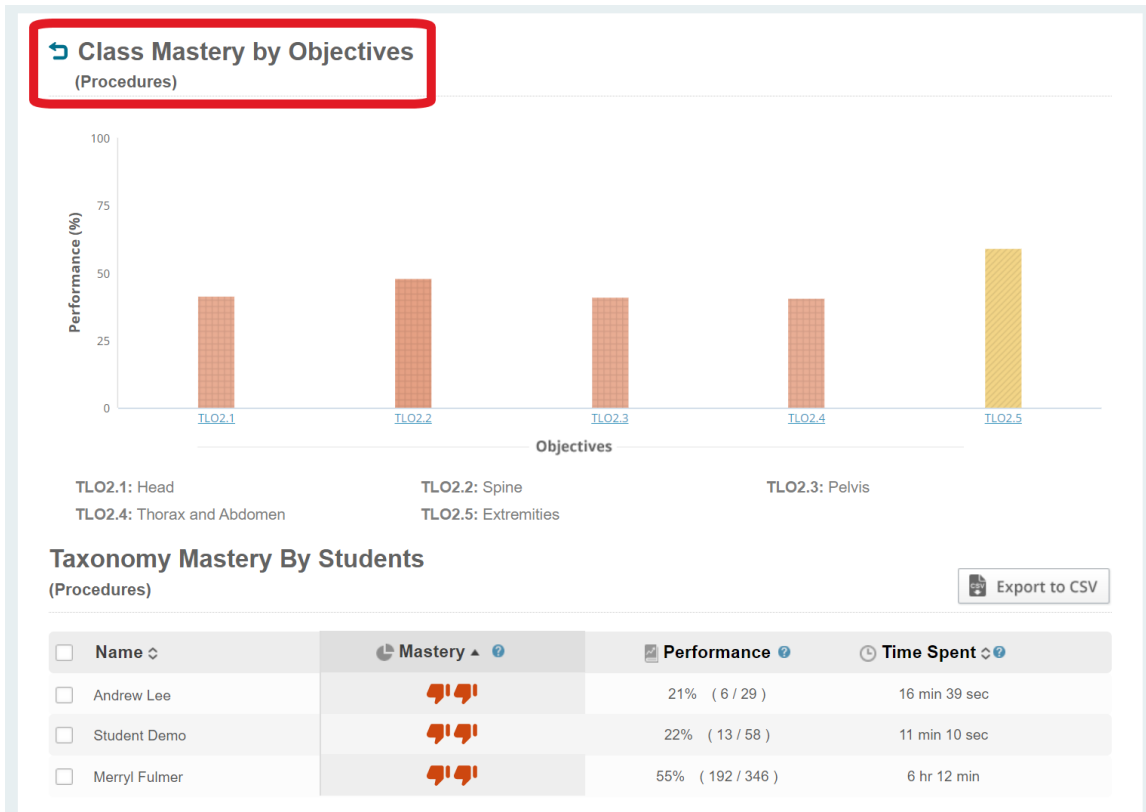 Class Mastery by Objectives
(Procedures)
100
75
50
25
0
Performance (%)
TLO2.1 TLO2.2 TLO2.3 TLO2.4 TLO2.5
Objectives
TLO2.1: Head TLO2.2: Spine TLO2.3: Pelvis
TLO2.4: Thorax and Abdomen TLO2.5: Extremities
Taxonomy Mastery By Students
(Procedures)
CSV Export to CSV
Name Mastery ? Performance ? Time Spent ?
Andrew Lee 21% ( 6 / 29 ) 16 min 39 sec
Student Demo 22% ( 13 / 58 ) 11 min 10 sec
Merryl Fulmer 55% ( 192 / 346 ) 6 hr 12 min